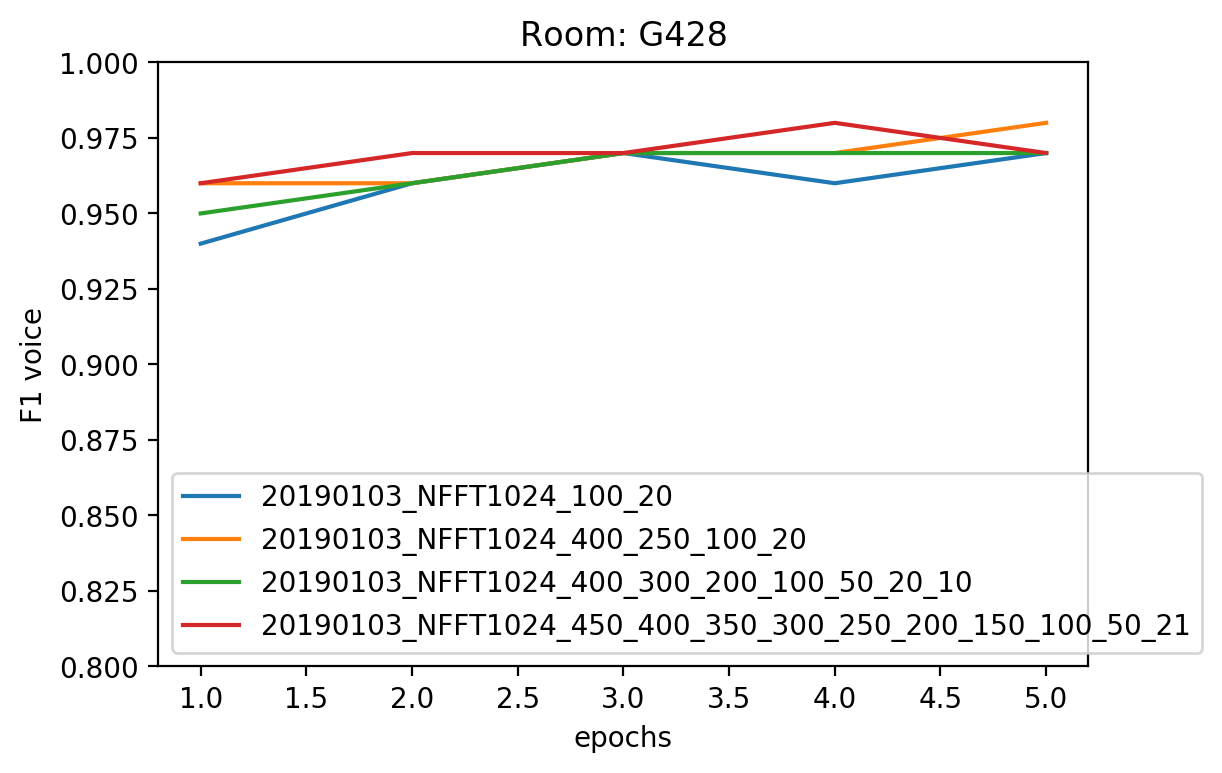 Room: G428
1.000
0.975
0.950
0.925
0.900
0.875
0.850
0.825
0.800
F1 voice
20190103_NFFT1024_100_20
20190103_NFFT1024_400_250_100_20
20190103_NFFT1024_400_300_200_100_50_20_10
20190103_NFFT1024_450_400_350_300_250_200_150_100_50_21
1.0 1.5 2.0 2.5 3.0 3.5 4.0 4.5 5.0
epochs